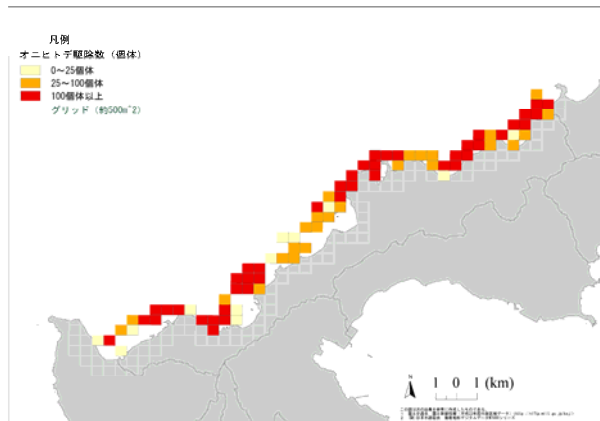 凡例
オニヒトデ駆除数（個体）
0～25個体
25～100個体
100個体以上
グリッド（約500m^2）
N
1 0 1 (km)